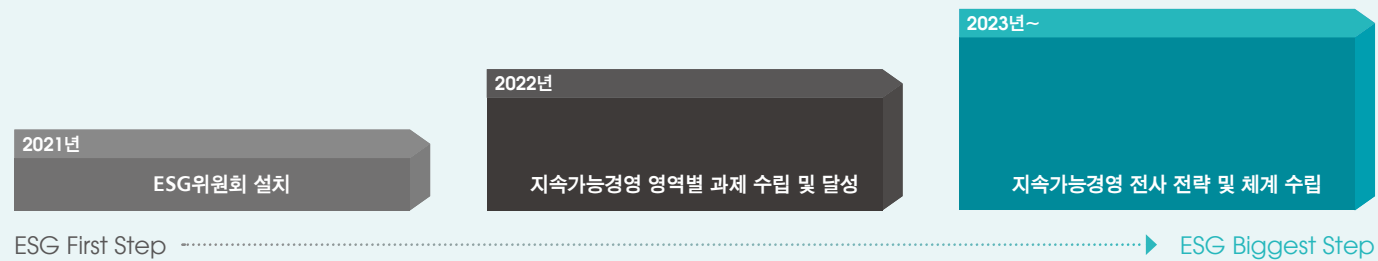 2021년
ESG위원회 설치
2022년
지속가능경영 영역별 과제 수립 및 달성
2023년~
지속가능경영 전사 전략 및 체계 수립
ESG First Step
ESG Biggest Step